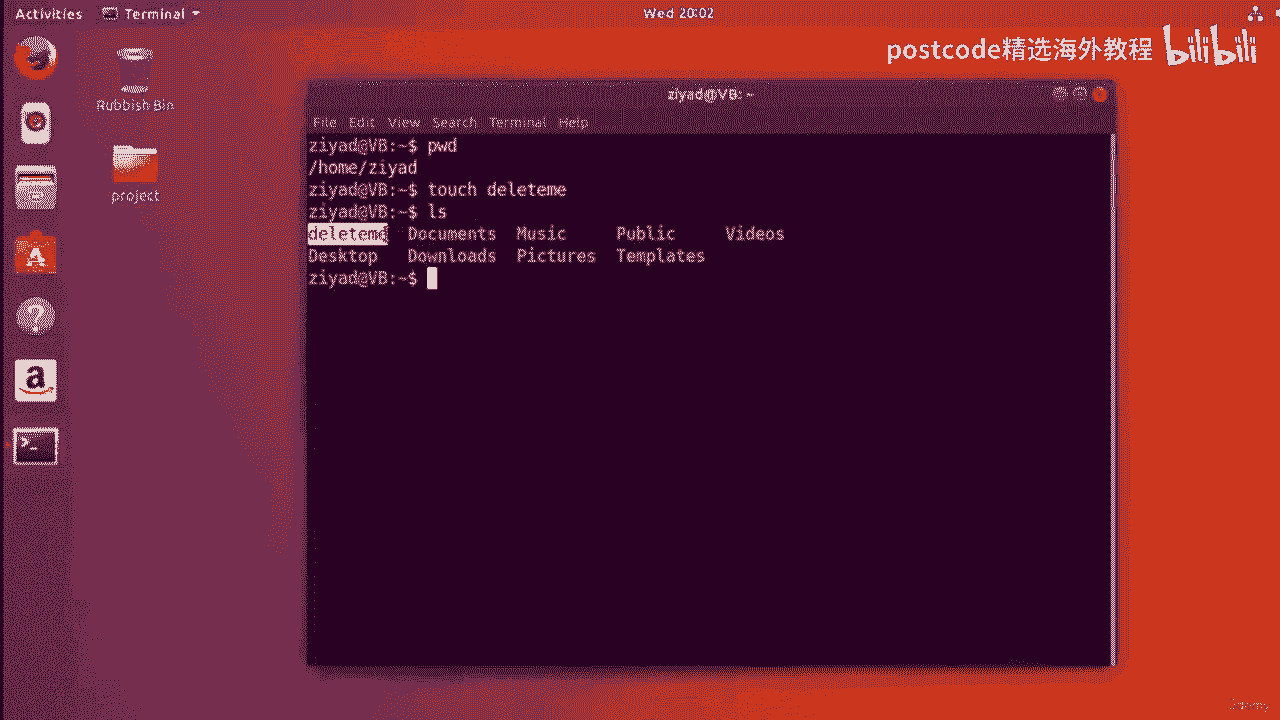 Activities Terminal Wed 20:02
postcode精选海外教程 bilibili
Rubbish Bin
project
ziyad@VB: ~
File Edit View Search Terminal Help
ziyad@VB:~$ pwd
/home/ziyad
ziyad@VB:~$ touch deleteme
ziyad@VB:~$ ls
deleteme Documents Music Public Videos
Desktop Downloads Pictures Templates
ziyad@VB:~$
Udemy